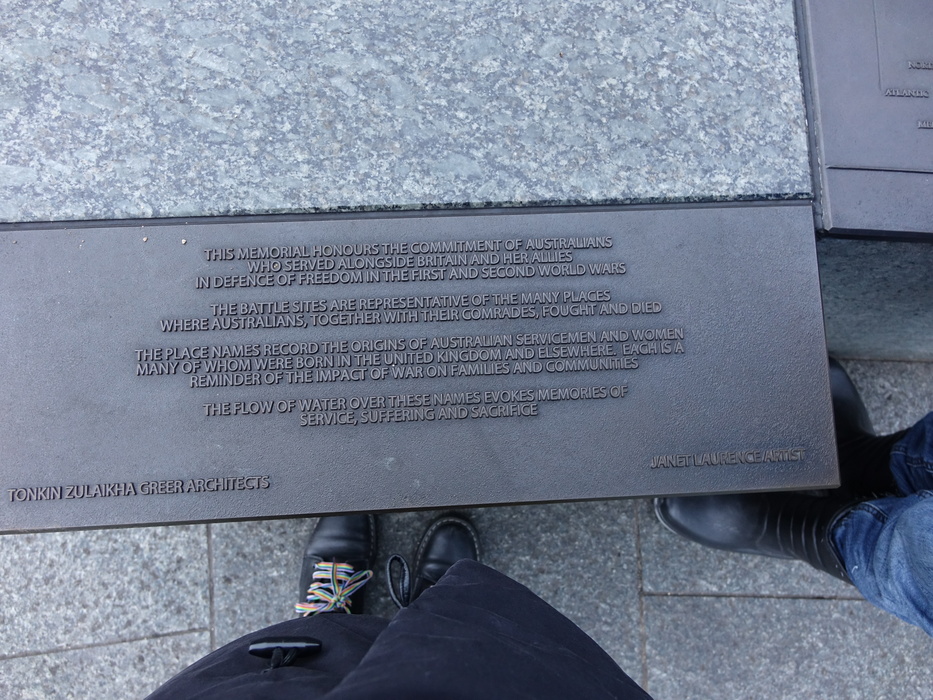 THIS MEMORIAL HONOURS THE COMMITMENT OF AUSTRALIANS
WHO SERVED ALONGSIDE BRITAIN AND HER ALLIES
IN DEFENCE OF FREEDOM IN THE FIRST AND SECOND WORLD WARS
THE BATTLE SITES ARE REPRESENTATIVE OF THE MANY PLACES
WHERE AUSTRALIANS, TOGETHER WITH THEIR COMRADES, FOUGHT AND DIED
THE PLACE NAMES RECORD THE ORIGINS OF AUSTRALIAN SERVICEMEN AND WOMEN
MANY OF WHOM WERE BORN IN THE UNITED KINGDOM AND ELSEWHERE. EACH IS A
REMINDER OF THE IMPACT OF WAR ON FAMILIES AND COMMUNITIES
THE FLOW OF WATER OVER THESE NAMES EVOKES MEMORIES OF
SERVICE, SUFFERING AND SACRIFICE
JANET LAURENCE ARTIST
TONKIN ZULAIKHA GREER ARCHITECTS
ATLANTIC